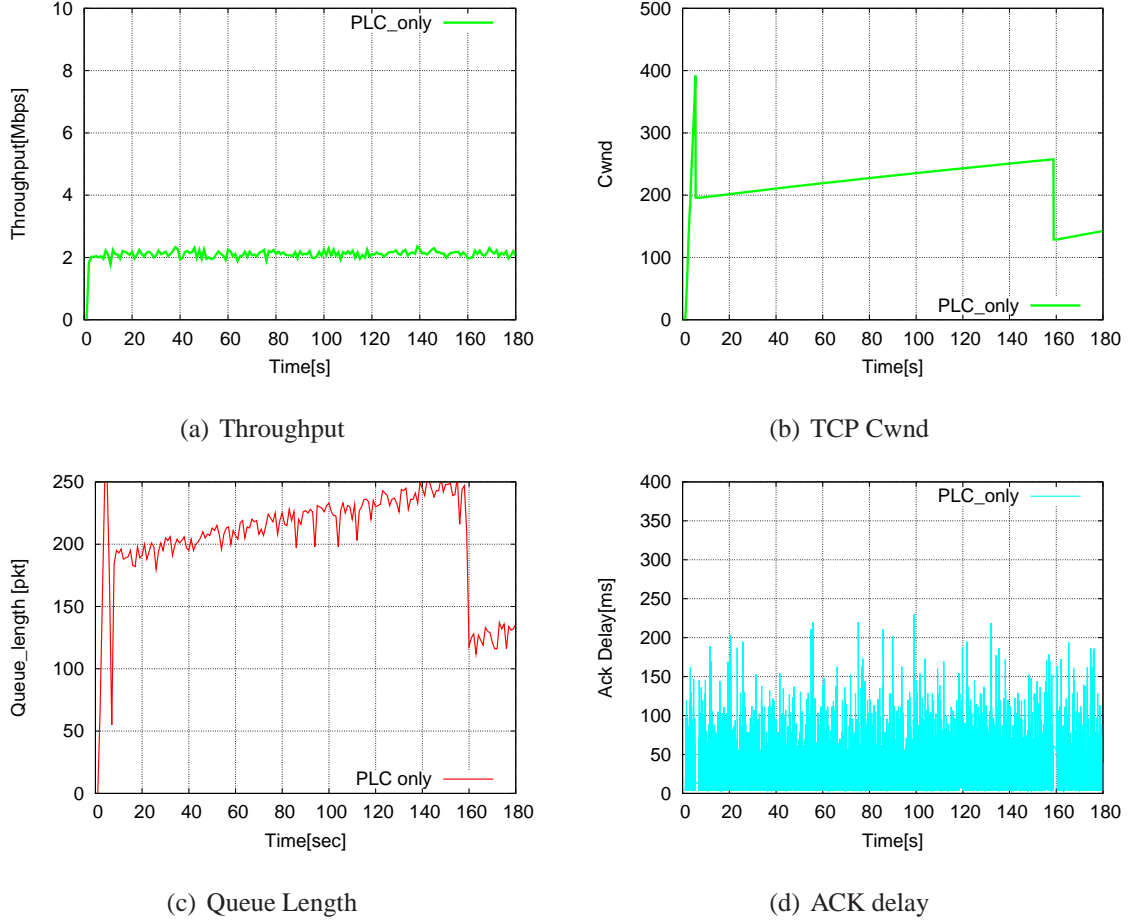 PLC_only
Throughput[Mbps]
10
8
6
4
2
0
0 20 40 60 80 100 120 140 160 180
Time[s]
(a) Throughput
PLC_only
Cwnd
500
400
300
200
100
0
0 20 40 60 80 100 120 140 160 180
Time[s]
(b) TCP Cwnd
Queue_length [pkt]
250
200
150
100
50
0
PLC only
0 20 40 60 80 100 120 140 160 180
Time[sec]
(c) Queue Length
PLC_only
Ack Delay[ms]
400
350
300
250
200
150
100
50
0
0 20 40 60 80 100 120 140 160 180
Time[s]
(d) ACK delay